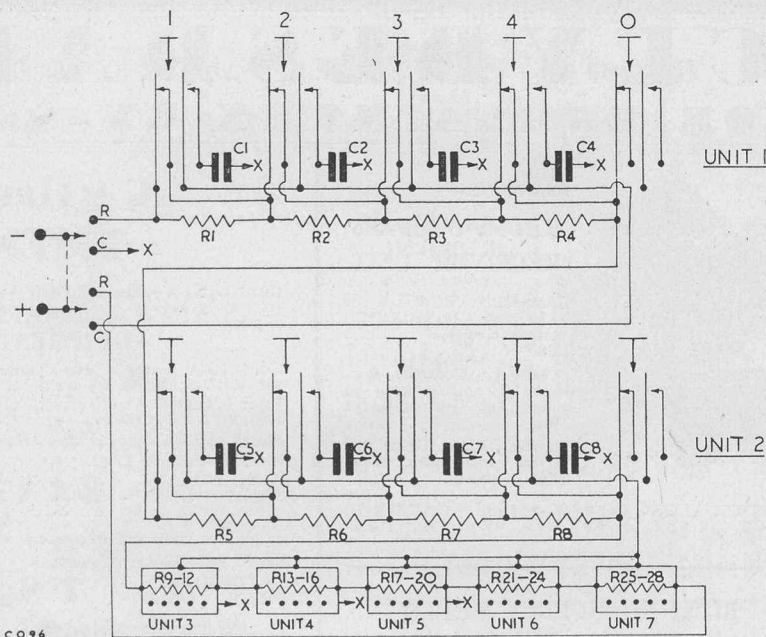 1 2 3 4 0
C1 X C2 X C3 X C4 X
UNIT 1
R R1 R2 R3 R4
−
C X
R
+
C
C5 X C6 X C7 X C8 X
UNIT 2
R5 R6 R7 R8
R9-12 R13-16 R17-20 R21-24 R25-28
X X X
UNIT 3 UNIT 4 UNIT 5 UNIT 6 UNIT 7
C096